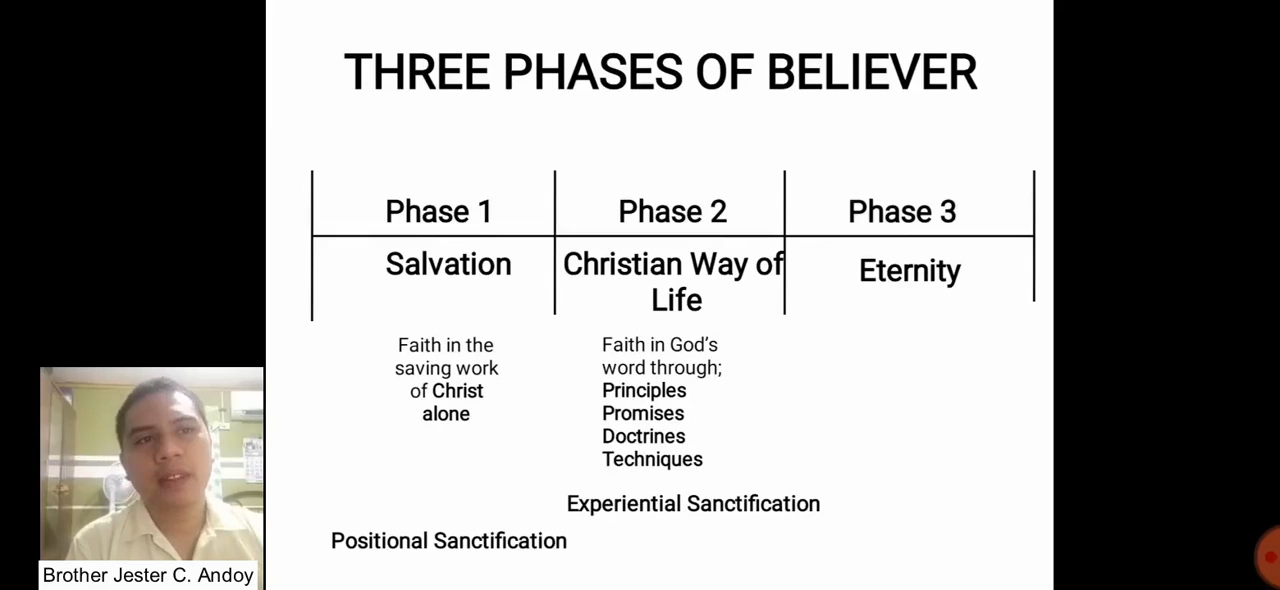 THREE PHASES OF BELIEVER
Phase 1
Phase 2
Phase 3
Salvation
Christian Way of
Life
Eternity
Faith in the
saving work
of Christ
alone
Faith in God's
word through;
Principles
Promises
Doctrines
Techniques
Experiential Sanctification
Positional Sanctification
Brother Jester C. Andoy